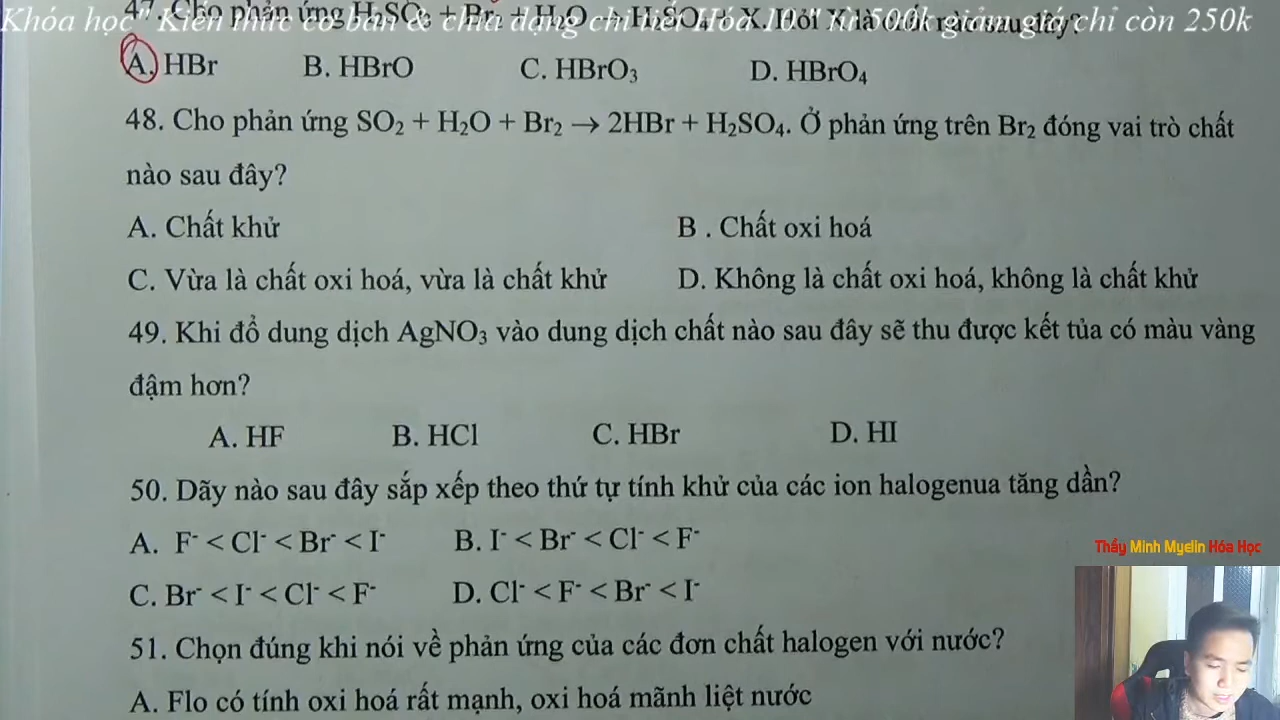 Khóa học" Kiến thức cơ bản & chia dạng chi tiết Hóa 10." từ 500k giảm giá chỉ còn 250k
47. Cho phản ứng
A. HBr B. HBrO C. HBrO₃ D. HBrO₄
48. Cho phản ứng SO₂ + H₂O + Br₂ → 2HBr + H₂SO₄. Ở phản ứng trên Br₂ đóng vai trò chất
nào sau đây?
A. Chất khử B . Chất oxi hoá
C. Vừa là chất oxi hoá, vừa là chất khử D. Không là chất oxi hoá, không là chất khử
49. Khi đổ dung dịch AgNO₃ vào dung dịch chất nào sau đây sẽ thu được kết tủa có màu vàng
đậm hơn?
A. HF B. HCl C. HBr D. HI
50. Dãy nào sau đây sắp xếp theo thứ tự tính khử của các ion halogenua tăng dần?
A. F⁻ < Cl⁻ < Br⁻ < I⁻ B. I⁻ < Br⁻ < Cl⁻ < F⁻
C. Br⁻ < I⁻ < Cl⁻ < F⁻ D. Cl⁻ < F⁻ < Br⁻ < I⁻
Thầy Minh Myelin Hóa Học
51. Chọn đúng khi nói về phản ứng của các đơn chất halogen với nước?
A. Flo có tính oxi hoá rất mạnh, oxi hoá mãnh liệt nước